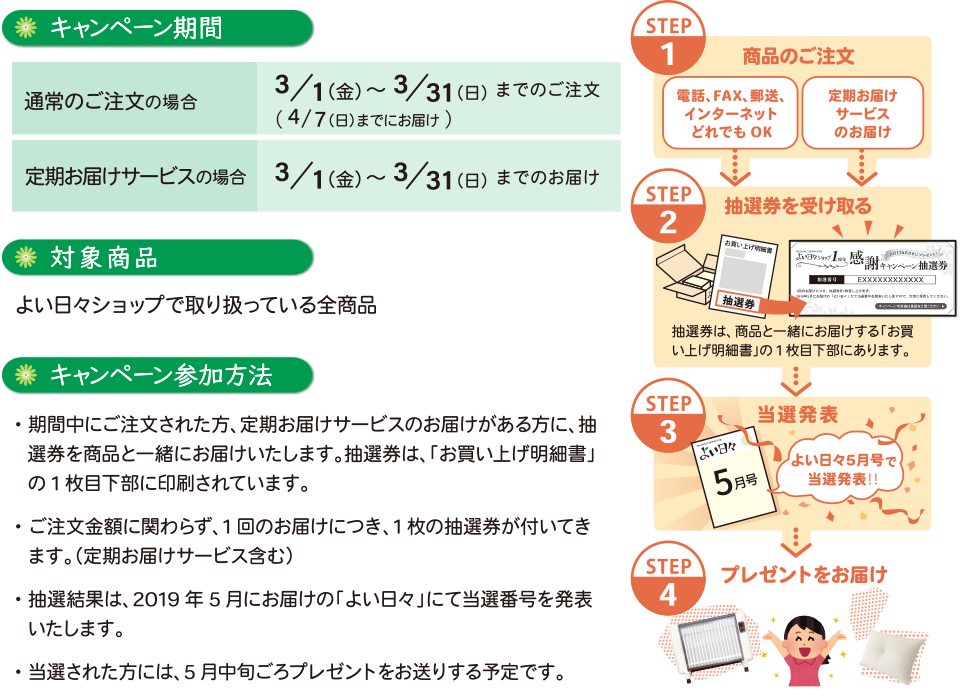 キャンペーン期間
通常のご注文の場合
3/1(金)〜 3/31(日) までのご注文
( 4/7(日)までにお届け )
定期お届けサービスの場合
3/1(金)〜 3/31(日) までのお届け
対象商品
よい日々ショップで取り扱っている全商品
キャンペーン参加方法
・期間中にご注文された方、定期お届けサービスのお届けがある方に、抽
選券を商品と一緒にお届けいたします。抽選券は、「お買い上げ明細書」
の1枚目下部に印刷されています。
・ご注文金額に関わらず、1回のお届けにつき、1枚の抽選券が付いてき
ます。(定期お届けサービス含む)
・抽選結果は、2019年5月にお届けの「よい日々」にて当選番号を発表
いたします。
・当選された方には、5月中旬ごろプレゼントをお送りする予定です。
STEP
1
商品のご注文
電話、FAX、郵送、
インターネット
どれでもOK
定期お届け
サービス
のお届け
STEP
2
抽選券を受け取る
お買い上げ明細書
抽選券
よい日々ショップ1周年
感謝キャンペーン抽選券
抽選番号
EXXXXXXXXXXXXX
抽選券は、商品と一緒にお届けする「お買
い上げ明細書」の1枚目下部にあります。
STEP
3
当選発表
よい日々
5月号
よい日々5月号で
当選発表!!
STEP
4
プレゼントをお届け